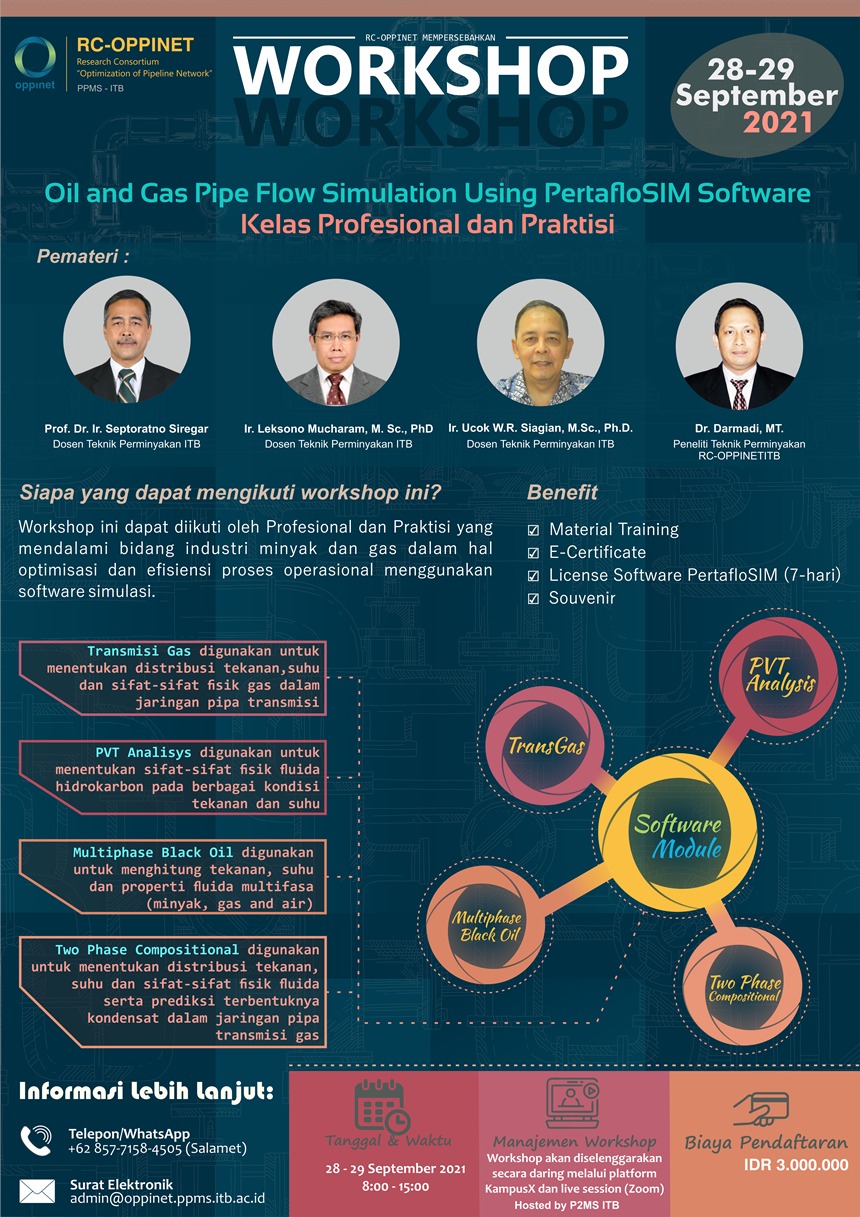 RC-OPPINET MEMPERSEBAHKAN
oppinet
RC-OPPINET
Research Consortium
"Optimization of Pipeline Network"
PPMS - ITB
WORKSHOP
WORKSHOP
28-29
September
2021
Oil and Gas Pipe Flow Simulation Using PertafloSIM Software
Kelas Profesional dan Praktisi
Pemateri :
Prof. Dr. Ir. Septoratno Siregar
Dosen Teknik Perminyakan ITB
Ir. Leksono Mucharam, M. Sc., PhD
Dosen Teknik Perminyakan ITB
Ir. Ucok W.R. Siagian, M.Sc., Ph.D.
Dosen Teknik Perminyakan ITB
Dr. Darmadi, MT.
Peneliti Teknik Perminyakan
RC-OPPINETITB
Siapa yang dapat mengikuti workshop ini?
Workshop ini dapat diikuti oleh Profesional dan Praktisi yang
mendalami bidang industri minyak dan gas dalam hal
optimisasi dan efisiensi proses operasional menggunakan
software simulasi.
Benefit
☑ Material Training
☑ E-Certificate
☑ License Software PertafloSIM (7-hari)
☑ Souvenir
Transmisi Gas digunakan untuk
menentukan distribusi tekanan,suhu
dan sifat-sifat fisik gas dalam
jaringan pipa transmisi
PVT Analisys digunakan untuk
menentukan sifat-sifat fisik fluida
hidrokarbon pada berbagai kondisi
tekanan dan suhu
Multiphase Black Oil digunakan
untuk menghitung tekanan, suhu
dan properti fluida multifasa
(minyak, gas and air)
Two Phase Compositional digunakan
untuk menentukan distribusi tekanan,
suhu dan sifat-sifat fisik fluida
serta prediksi terbentuknya
kondensat dalam jaringan pipa
transmisi gas
PVT
Analysis
TransGas
Software
Module
Multiphase
Black Oil
Two Phase
Compositional
Informasi Lebih Lanjut:
Telepon/WhatsApp
+62 857-7158-4505 (Salamet)
Surat Elektronik
admin@oppinet.ppms.itb.ac.id
Tanggal & Waktu
28 - 29 September 2021
8:00 - 15:00
Manajemen Workshop
Workshop akan diselenggarakan
secara daring melalui platform
KampusX dan live session (Zoom)
Hosted by P2MS ITB
Biaya Pendaftaran
IDR 3.000.000